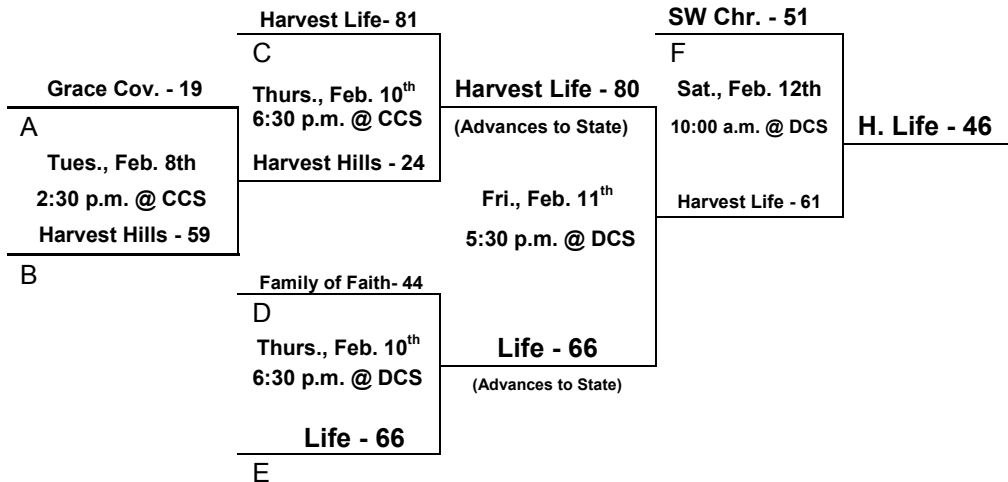 Harvest Life- 81
C
Thurs., Feb. 10th
6:30 p.m. @ CCS
Harvest Hills - 24
Grace Cov. - 19
A
Tues., Feb. 8th
2:30 p.m. @ CCS
Harvest Hills - 59
B
Family of Faith- 44
D
Thurs., Feb. 10th
6:30 p.m. @ DCS
Life - 66
E
Harvest Life - 80
(Advances to State)
Fri., Feb. 11th
5:30 p.m. @ DCS
Life - 66
(Advances to State)
SW Chr. - 51
F
Sat., Feb. 12th
10:00 a.m. @ DCS
Harvest Life - 61
H. Life - 46